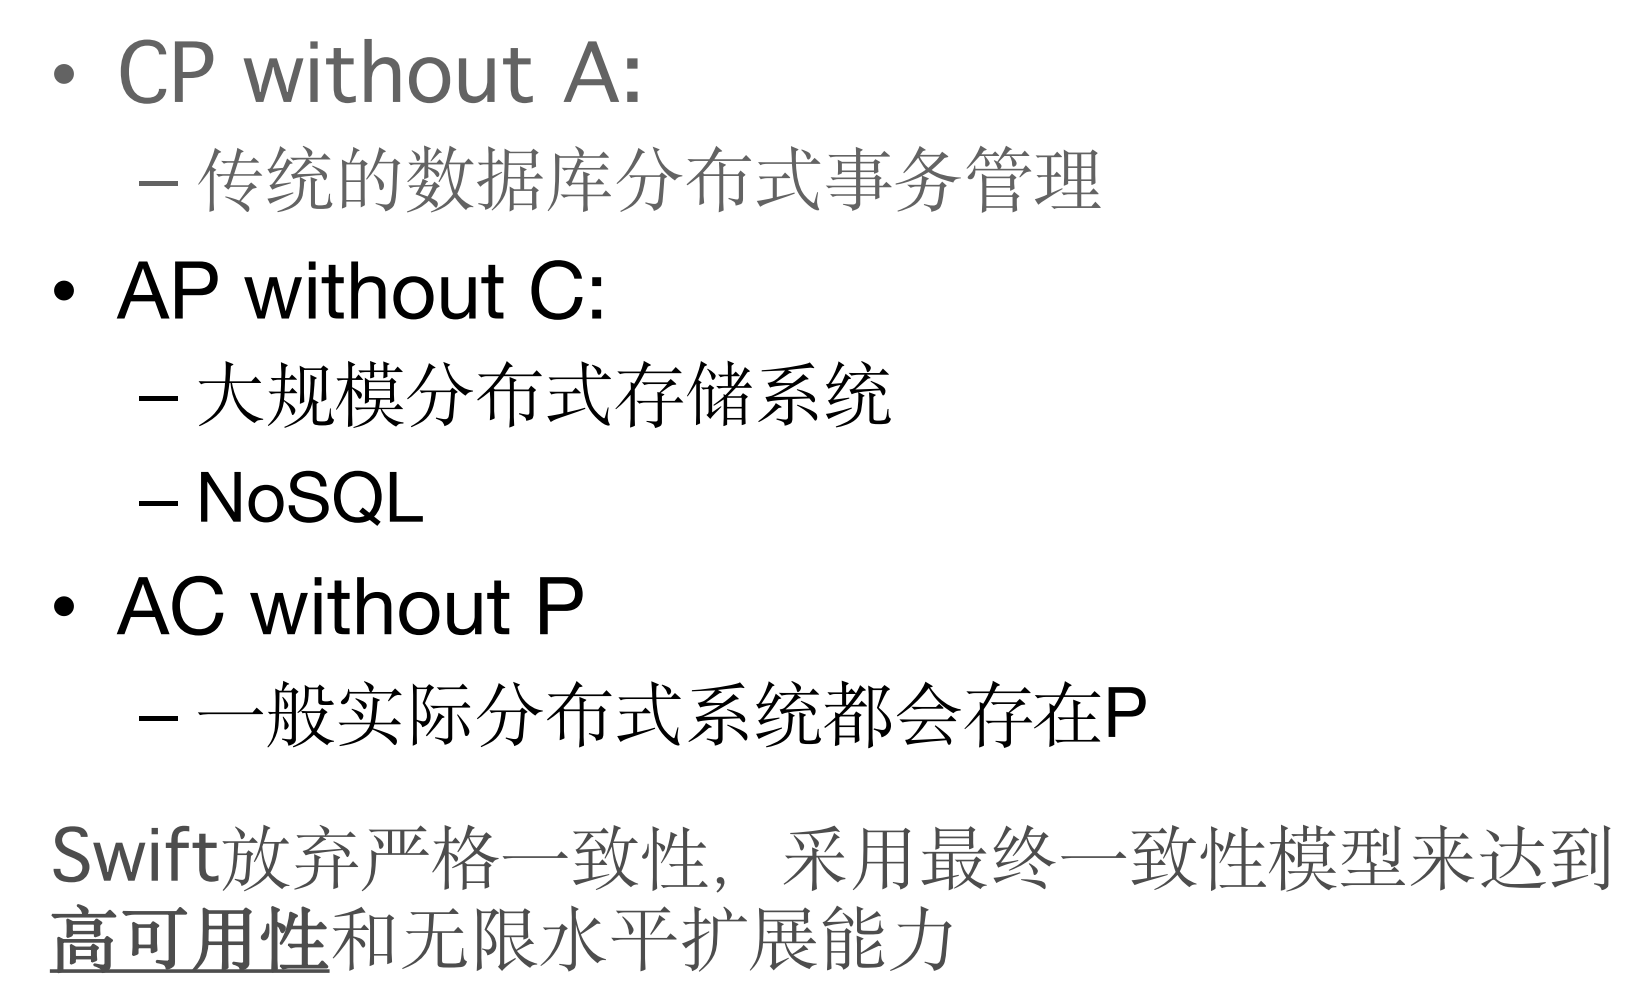 • CP without A:
– 传统的数据库分布式事务管理
• AP without C:
– 大规模分布式存储系统
– NoSQL
• AC without P
– 一般实际分布式系统都会存在P
Swift放弃严格一致性，采用最终一致性模型来达到
高可用性和无限水平扩展能力